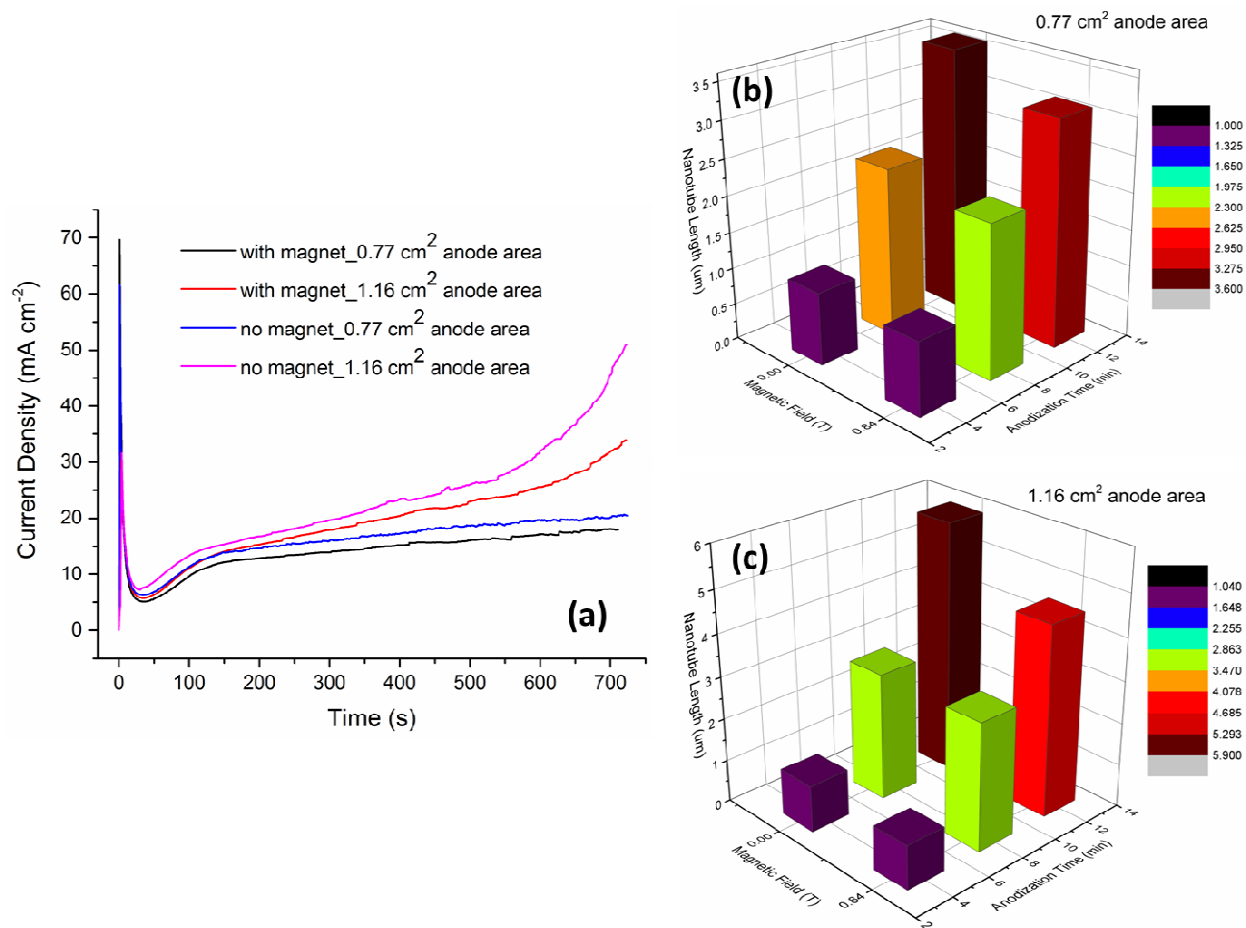 70
60
50
40
30
20
10
0
Current Density (mA cm⁻²)
with magnet_0.77 cm² anode area
with magnet_1.16 cm² anode area
no magnet_0.77 cm² anode area
no magnet_1.16 cm² anode area
(a)
0 100 200 300 400 500 600 700
Time (s)
0.77 cm² anode area
(b)
3.5
3.0
2.5
2.0
1.5
1.0
0.5
0.0
Nanotube Length (um)
0.00
0.84
Magnetic Field (T)
2 4 6 8 10 12 14
Anodization Time (min)
1.000
1.325
1.650
1.975
2.300
2.625
2.950
3.275
3.600
1.16 cm² anode area
(c)
6
5
4
3
2
1
0
Nanotube Length (um)
0.00
0.84
Magnetic Field (T)
2 4 6 8 10 12 14
Anodization Time (min)
1.040
1.648
2.255
2.863
3.470
4.078
4.685
5.293
5.900